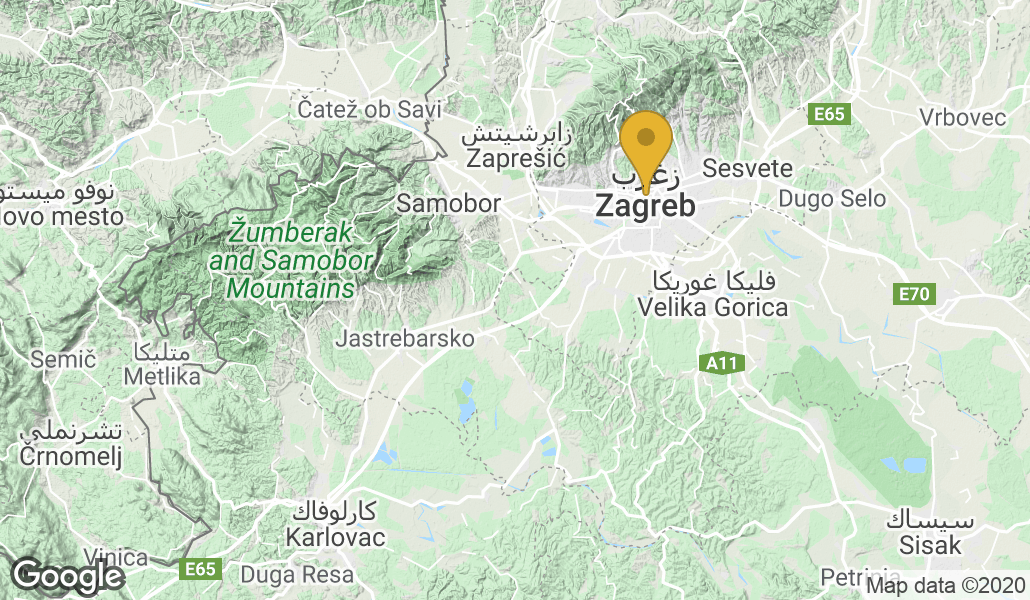 E65
Vrbovec
Čatež ob Savi
زابرشيتش
Zaprešić
زغرب
Zagreb
Sesvete
Dugo Selo
نوفو ميستو
Novo mesto
Samobor
Žumberak
and Samobor
Mountains
فليكا غوريكا
Velika Gorica
E70
Jastrebarsko
A11
Semič
متليكا
Metlika
تشرنملي
Črnomelj
كارلوفاك
Karlovac
سيساك
Sisak
Vinica
E65
Duga Resa
Petrinja
Google
Map data ©2020